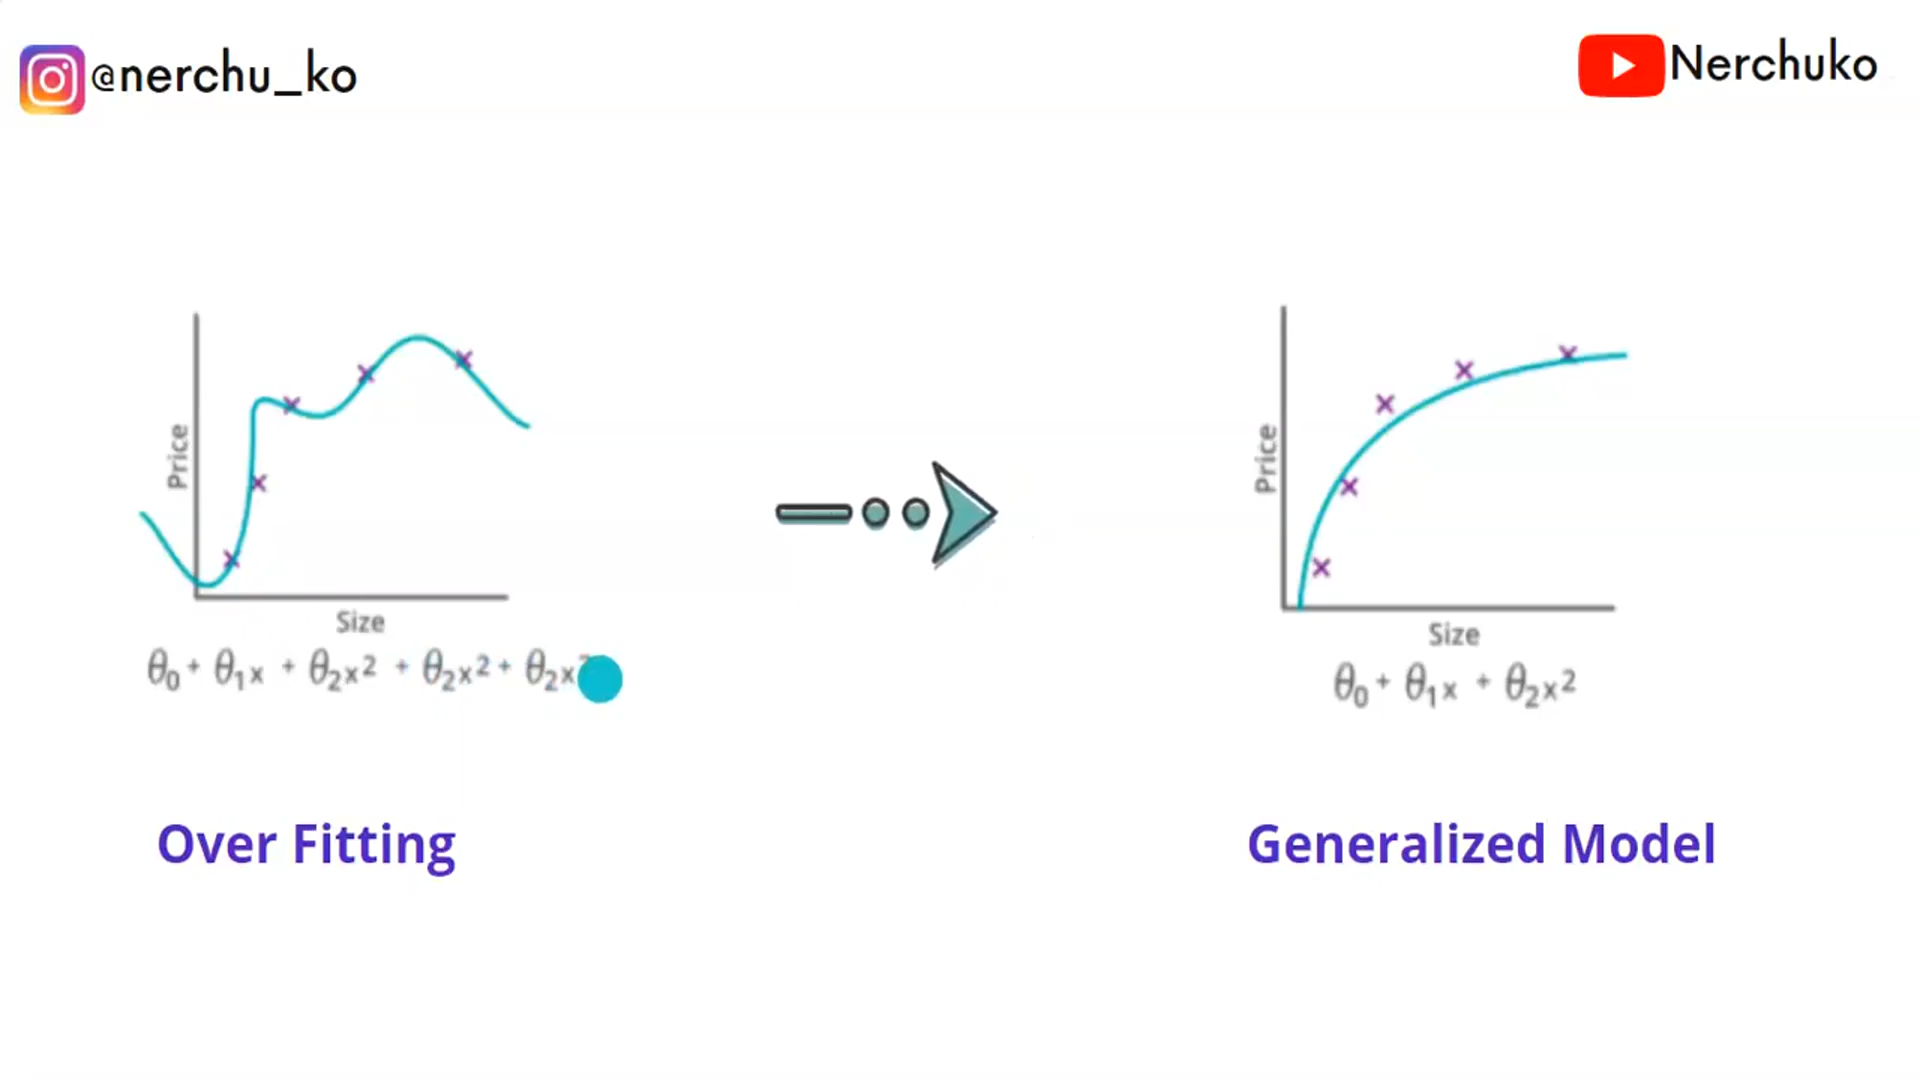 @nerchu_ko
Nerchuko
Price
Size
θ₀ + θ₁x + θ₂x² + θ₂x² + θ₂x
Over Fitting
Price
Size
θ₀ + θ₁x + θ₂x²
Generalized Model